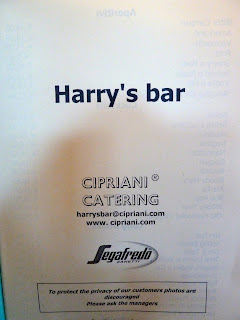 Harry's bar
CIPRIANI ®
CATERING
harrysbar@cipriani.com
www. cipriani.com
Segafredo
ZANETTI
To protect the privacy of our customers photos are
discouraged
Please ask the managers